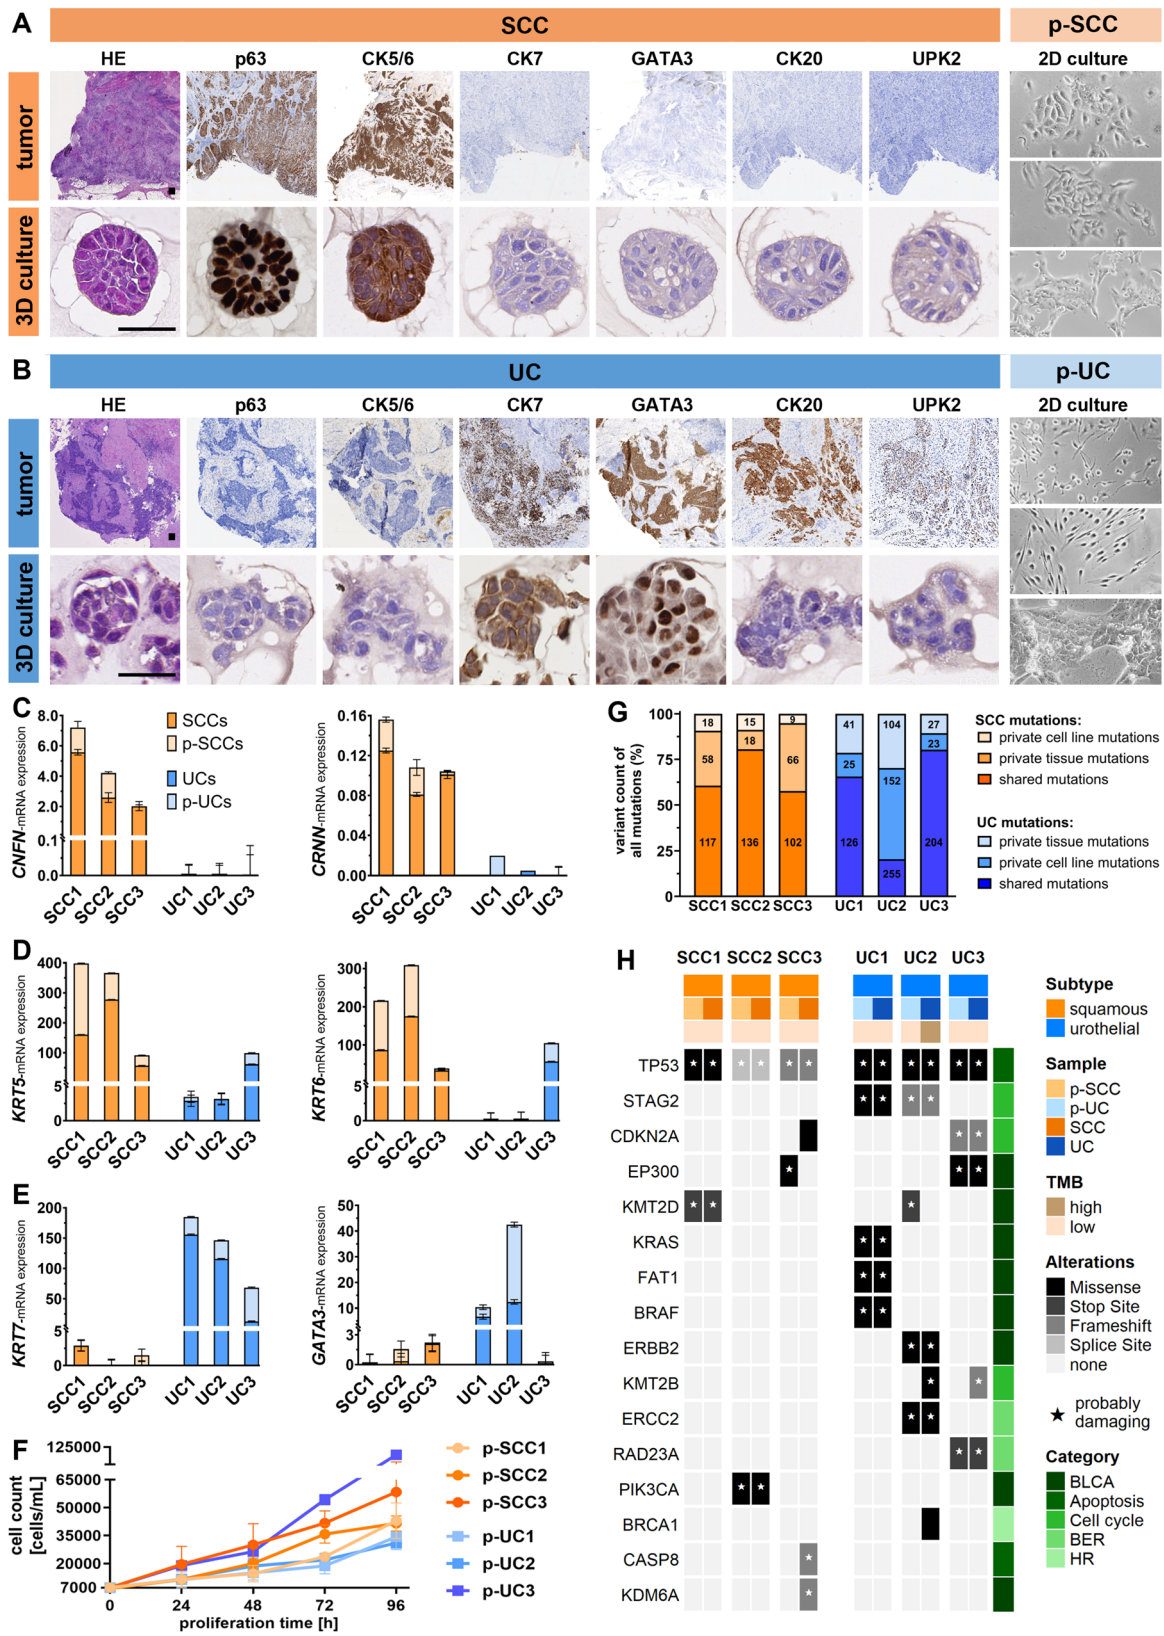 A
SCC
p-SCC
HE p63 CK5/6 CK7 GATA3 CK20 UPK2 2D culture
tumor
3D culture
B
UC
p-UC
HE p63 CK5/6 CK7 GATA3 CK20 UPK2 2D culture
tumor
3D culture
C
CNFN-mRNA expression
8.0
6.0
4.0
2.0
0.1
0.00
SCC1 SCC2 SCC3 UC1 UC2 UC3
SCCs
p-SCCs
UCs
p-UCs
CRNN-mRNA expression
0.16
0.12
0.08
0.04
0.00
SCC1 SCC2 SCC3 UC1 UC2 UC3
D
KRT5-mRNA expression
400
300
200
100
5
0
SCC1 SCC2 SCC3 UC1 UC2 UC3
KRT6-mRNA expression
300
200
100
5
0
SCC1 SCC2 SCC3 UC1 UC2 UC3
E
KRT7-mRNA expression
200
150
100
50
5
0
SCC1 SCC2 SCC3 UC1 UC2 UC3
GATA3-mRNA expression
50
40
30
20
10
3
0
SCC1 SCC2 SCC3 UC1 UC2 UC3
F
cell count
[cells/mL]
125000
65000
50000
35000
20000
7000
0 24 48 72 96
proliferation time [h]
p-SCC1
p-SCC2
p-SCC3
p-UC1
p-UC2
p-UC3
G
variant count of
all mutations (%)
100
75
50
25
0
18 15 9 41 104 27
58 18 66 25 152 23
117 136 102 126 255 204
SCC1 SCC2 SCC3 UC1 UC2 UC3
SCC mutations:
private cell line mutations
private tissue mutations
shared mutations
UC mutations:
private tissue mutations
private cell line mutations
shared mutations
H
SCC1 SCC2 SCC3 UC1 UC2 UC3
TP53
STAG2
CDKN2A
EP300
KMT2D
KRAS
FAT1
BRAF
ERBB2
KMT2B
ERCC2
RAD23A
PIK3CA
BRCA1
CASP8
KDM6A
Subtype
squamous
urothelial
Sample
p-SCC
p-UC
SCC
UC
TMB
high
low
Alterations
Missense
Stop Site
Frameshift
Splice Site
none
probably
damaging
Category
BLCA
Apoptosis
Cell cycle
BER
HR